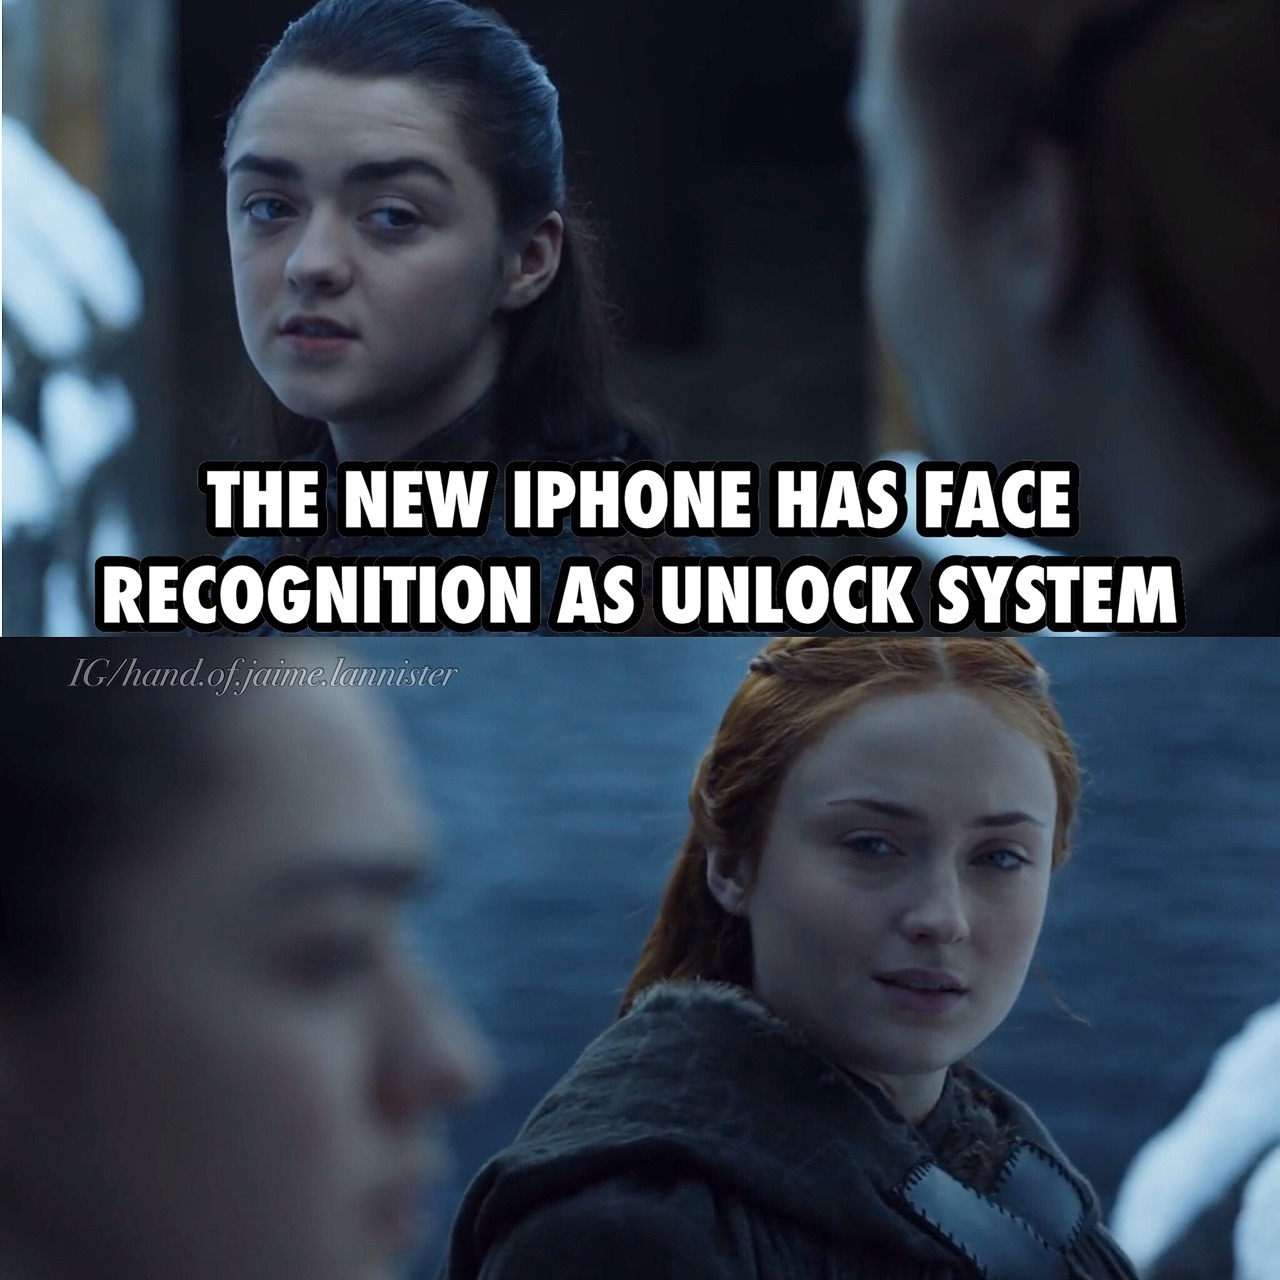 THE NEW IPHONE HAS FACE
RECOGNITION AS UNLOCK SYSTEM
IG/hand.of.jaime.lannister